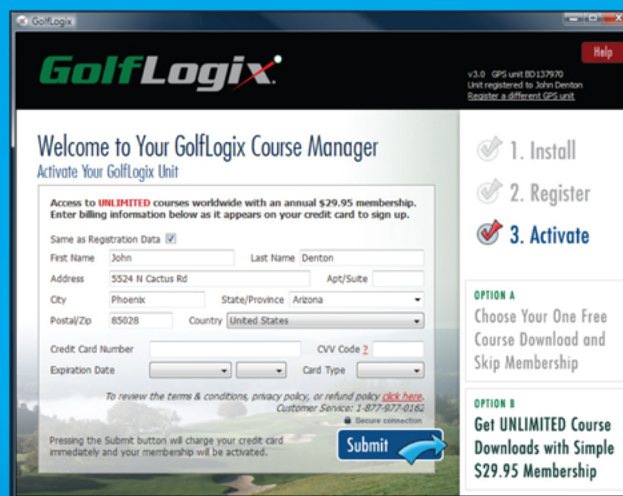 GolfLogix
GolfLogix
Help
v3.0 GPS unit BD137970
Unit registered to John Denton
Register a different GPS unit
Welcome to Your GolfLogix Course Manager
Activate Your GolfLogix Unit
Access to UNLIMITED courses worldwide with an annual $29.95 membership.
Enter billing information below as it appears on your credit card to sign up.
Same as Registration Data
First Name John Last Name Denton
Address 5524 N Cactus Rd Apt/Suite
City Phoenix State/Province Arizona
Postal/Zip 85028 Country United States
Credit Card Number CVV Code ?
Expiration Date Card Type
To review the terms & conditions, privacy policy, or refund policy click here.
Customer Service: 1-877-977-0162
Secure connection
Pressing the Submit button will charge your credit card
immediately and your membership will be activated.
Submit
1. Install
2. Register
3. Activate
OPTION A
Choose Your One Free
Course Download and
Skip Membership
OPTION B
Get UNLIMITED Course
Downloads with Simple
$29.95 Membership